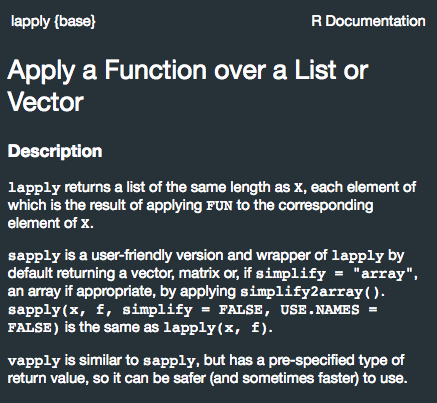 lapply {base} R Documentation
Apply a Function over a List or
Vector
Description
lapply returns a list of the same length as X, each element of
which is the result of applying FUN to the corresponding
element of X.
sapply is a user-friendly version and wrapper of lapply by
default returning a vector, matrix or, if simplify = "array",
an array if appropriate, by applying simplify2array().
sapply(x, f, simplify = FALSE, USE.NAMES =
FALSE) is the same as lapply(x, f).
vapply is similar to sapply, but has a pre-specified type of
return value, so it can be safer (and sometimes faster) to use.